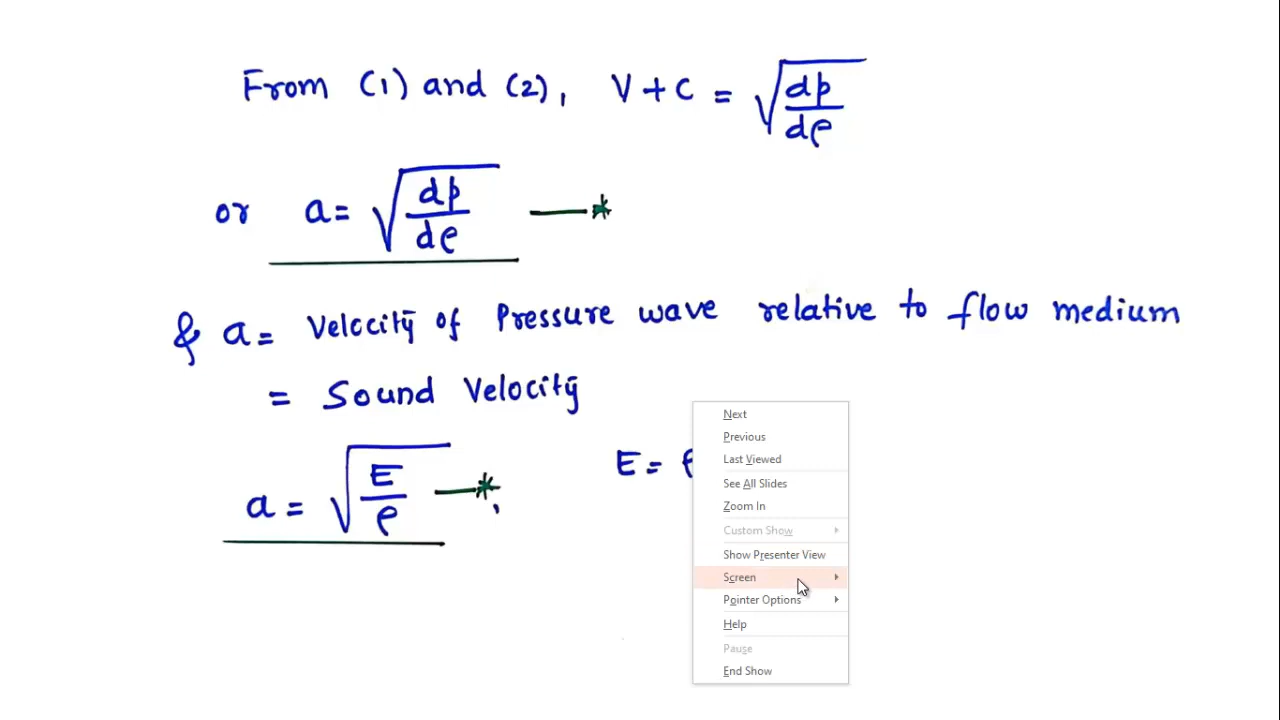 From (1) and (2), V + C = √dp/dρ
or a = √dp/dρ —*
& a = Velocity of Pressure wave relative to flow medium
= Sound Velocity
a = √E/ρ —*,
E =
Next
Previous
Last Viewed
See All Slides
Zoom In
Custom Show
Show Presenter View
Screen
Pointer Options
Help
Pause
End Show